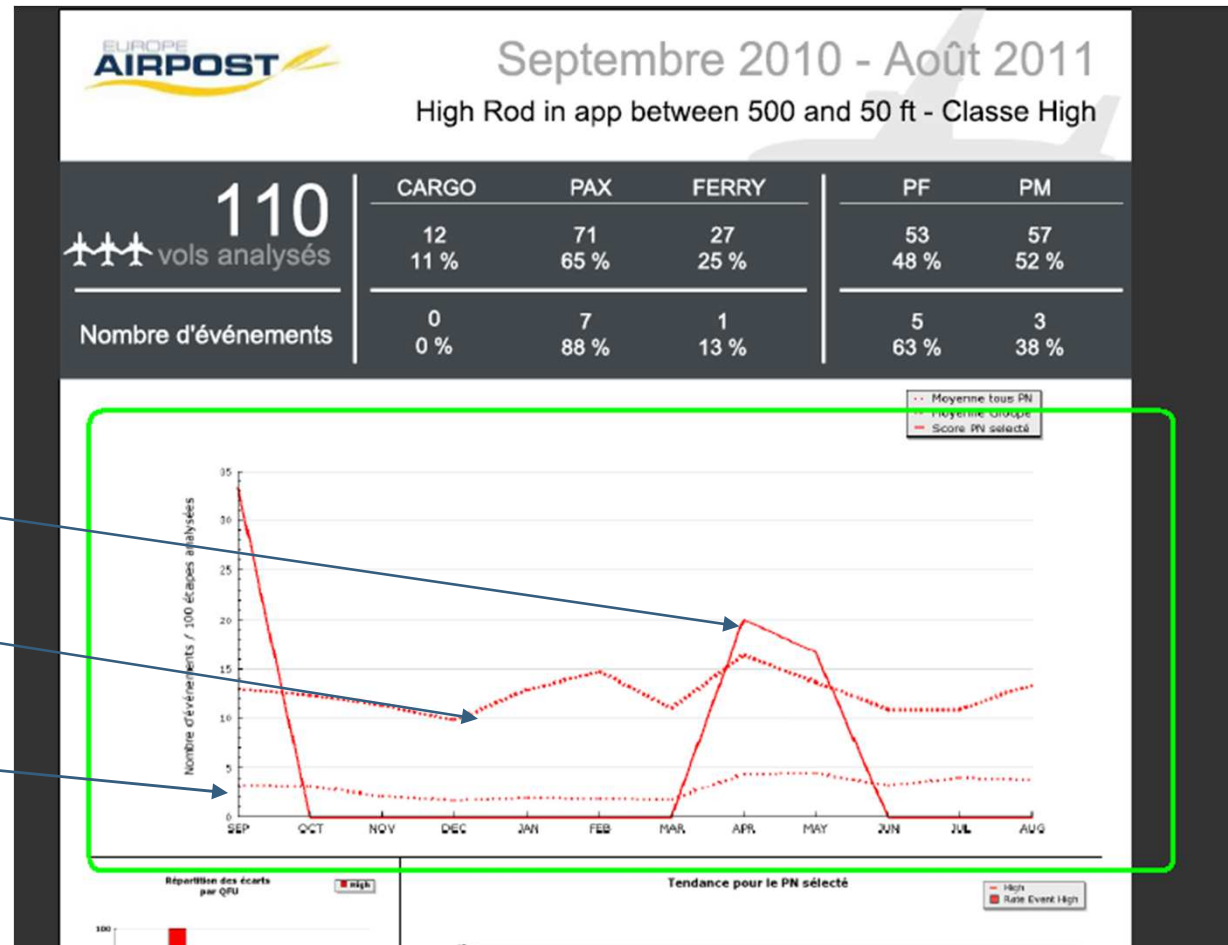 EUROPE
AIRPOST
Septembre 2010 - Août 2011
High Rod in app between 500 and 50 ft - Classe High
110
vols analysés
CARGO PAX FERRY PF PM
12 71 27 53 57
11 % 65 % 25 % 48 % 52 %
Nombre d'événements
0 7 1 5 3
0 % 88 % 13 % 63 % 38 %
Moyenne tous PN
Moyenne Groupe
Score PN selecté
Nombre d'événements / 100 étapes analysées
35
30
25
20
15
10
5
0
SEP OCT NOV DEC JAN FEB MAR APR MAY JUN JUL AUG
Répartition des écarts
par QFU
High
100
Tendance pour le PN sélecté
High
Rate Event High